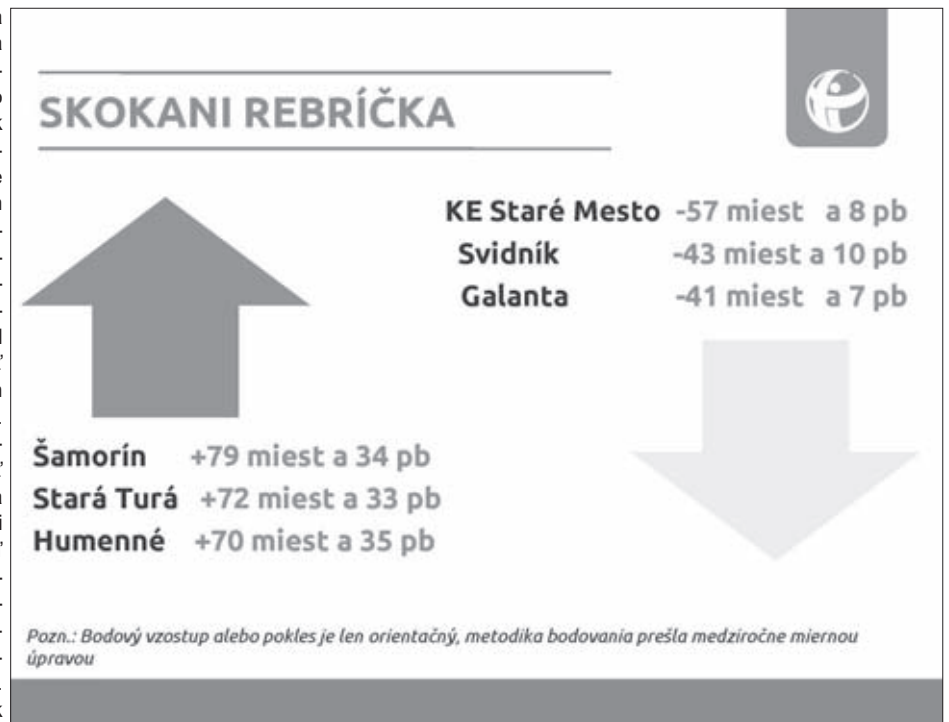 SKOKANI REBRÍČKA
KE Staré Mesto -57 miest a 8 pb
Svidník -43 miest a 10 pb
Galanta -41 miest a 7 pb
Šamorín +79 miest a 34 pb
Stará Turá +72 miest a 33 pb
Humenné +70 miest a 35 pb
Pozn.: Bodový vzostup alebo pokles je len orientačný, metodika bodovania prešla medziročne miernou
úpravou